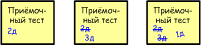 Приёмоч-
ный тест
2д
Приёмоч-
ный тест
2д
3д
Приёмоч-
ный тест
2д
3д
1д